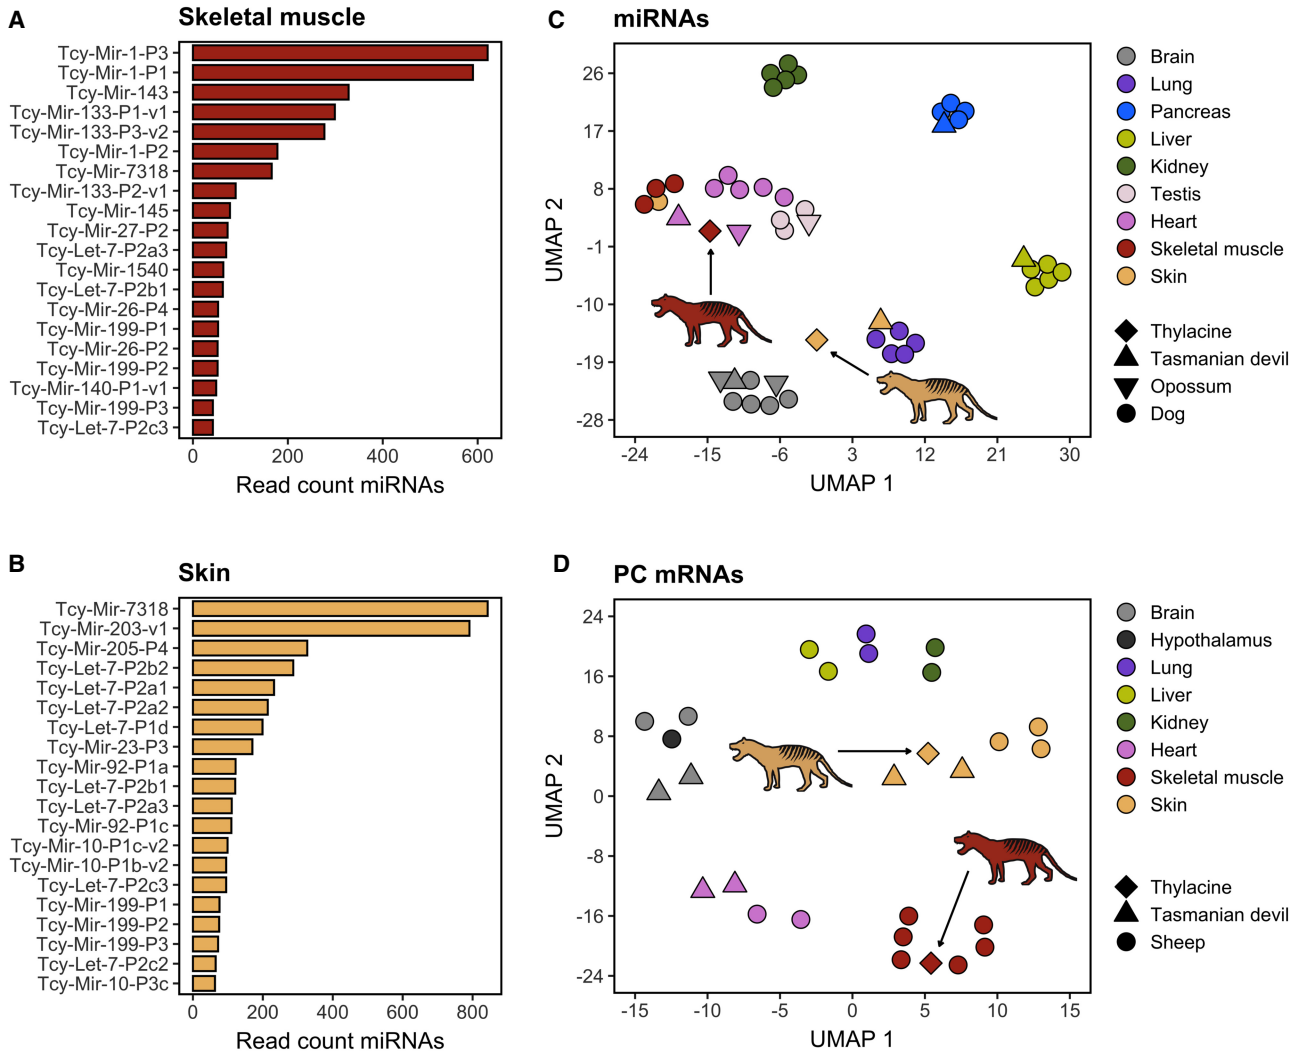 A
Skeletal muscle
Tcy-Mir-1-P3
Tcy-Mir-1-P1
Tcy-Mir-143
Tcy-Mir-133-P1-v1
Tcy-Mir-133-P3-v2
Tcy-Mir-1-P2
Tcy-Mir-7318
Tcy-Mir-133-P2-v1
Tcy-Mir-145
Tcy-Mir-27-P2
Tcy-Let-7-P2a3
Tcy-Mir-1540
Tcy-Let-7-P2b1
Tcy-Mir-26-P4
Tcy-Mir-199-P1
Tcy-Mir-26-P2
Tcy-Mir-199-P2
Tcy-Mir-140-P1-v1
Tcy-Mir-199-P3
Tcy-Let-7-P2c3
0 200 400 600
Read count miRNAs
C
miRNAs
UMAP 2
26
17
8
-1
-10
-19
-28
-24 -15 -6 3 12 21 30
UMAP 1
Brain
Lung
Pancreas
Liver
Kidney
Testis
Heart
Skeletal muscle
Skin
Thylacine
Tasmanian devil
Opossum
Dog
B
Skin
Tcy-Mir-7318
Tcy-Mir-203-v1
Tcy-Mir-205-P4
Tcy-Let-7-P2b2
Tcy-Let-7-P2a1
Tcy-Let-7-P2a2
Tcy-Let-7-P1d
Tcy-Mir-23-P3
Tcy-Mir-92-P1a
Tcy-Let-7-P2b1
Tcy-Let-7-P2a3
Tcy-Mir-92-P1c
Tcy-Mir-10-P1c-v2
Tcy-Mir-10-P1b-v2
Tcy-Let-7-P2c3
Tcy-Mir-199-P1
Tcy-Mir-199-P2
Tcy-Mir-199-P3
Tcy-Let-7-P2c2
Tcy-Mir-10-P3c
0 200 400 600 800
Read count miRNAs
D
PC mRNAs
UMAP 2
24
16
8
0
-8
-16
-24
-15 -10 -5 0 5 10 15
UMAP 1
Brain
Hypothalamus
Lung
Liver
Kidney
Heart
Skeletal muscle
Skin
Thylacine
Tasmanian devil
Sheep